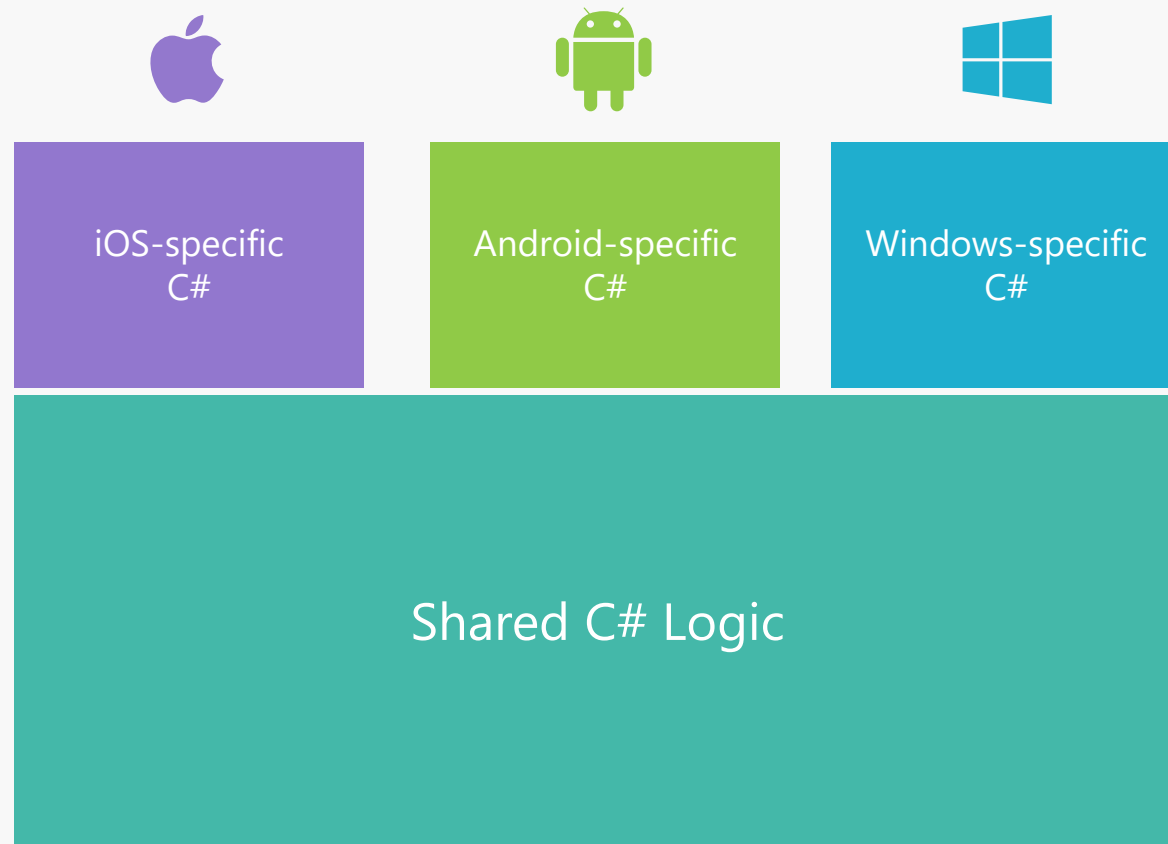 iOS-specific
C#
Android-specific
C#
Windows-specific
C#
Shared C# Logic